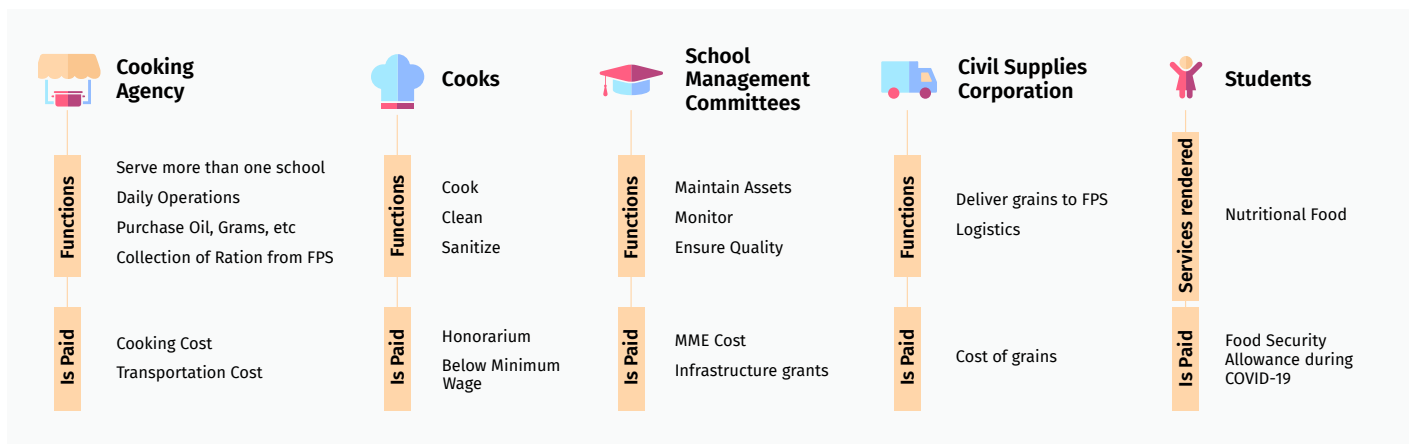 Cooking
Agency
Functions
Serve more than one school
Daily Operations
Purchase Oil, Grams, etc
Collection of Ration from FPS
Is Paid
Cooking Cost
Transportation Cost
Cooks
Functions
Cook
Clean
Sanitize
Is Paid
Honorarium
Below Minimum
Wage
School
Management
Committees
Functions
Maintain Assets
Monitor
Ensure Quality
Is Paid
MME Cost
Infrastructure grants
Civil Supplies
Corporation
Functions
Deliver grains to FPS
Logistics
Is Paid
Cost of grains
Students
Services rendered
Nutritional Food
Is Paid
Food Security
Allowance during
COVID-19